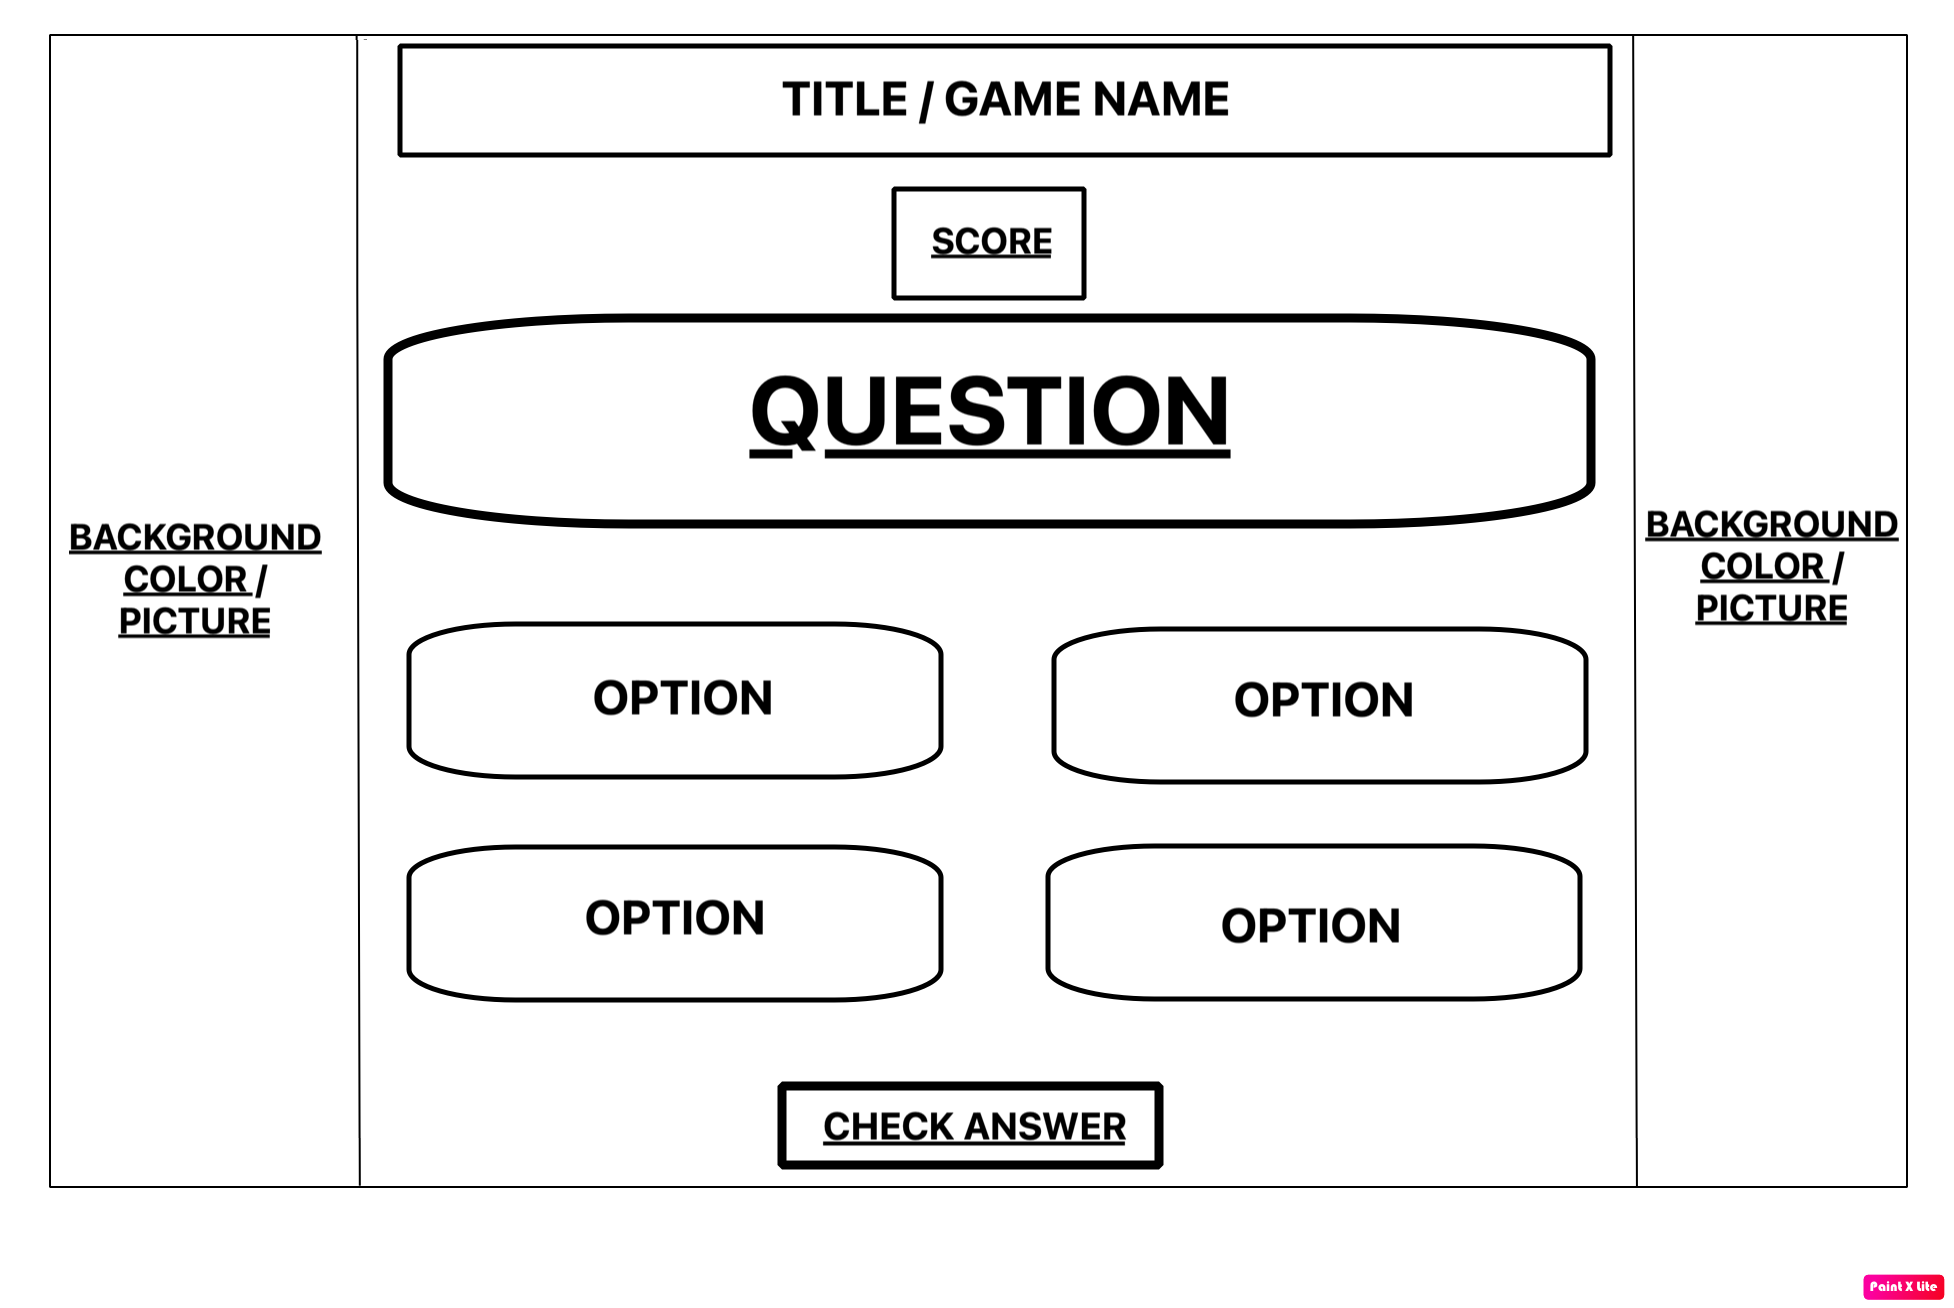 TITLE / GAME NAME
SCORE
QUESTION
BACKGROUND
COLOR /
PICTURE
BACKGROUND
COLOR /
PICTURE
OPTION
OPTION
OPTION
OPTION
CHECK ANSWER
Paint X Lite